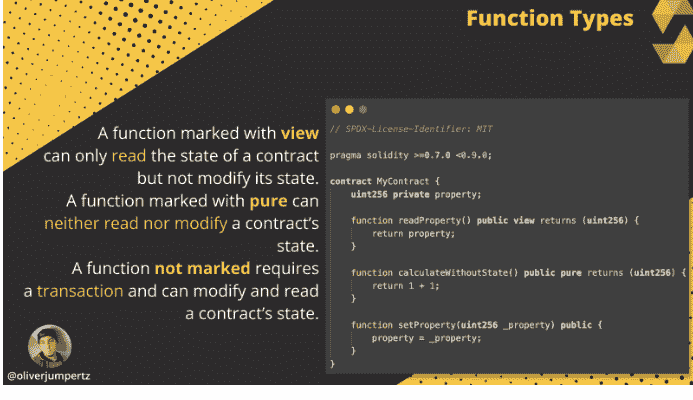 Function Types
A function marked with view
can only read the state of a contract
but not modify its state.
A function marked with pure can
neither read nor modify a contract's
state.
A function not marked requires
a transaction and can modify and read
a contract's state.
@oliverjumpertz
// SPDX-License-Identifier: MIT
pragma solidity >=0.7.0 <0.9.0;
contract MyContract {
uint256 private property;
function readProperty() public view returns (uint256) {
return property;
}
function calculateWithoutState() public pure returns (uint256) {
return 1 + 1;
}
function setProperty(uint256 _property) public {
property = _property;
}
}